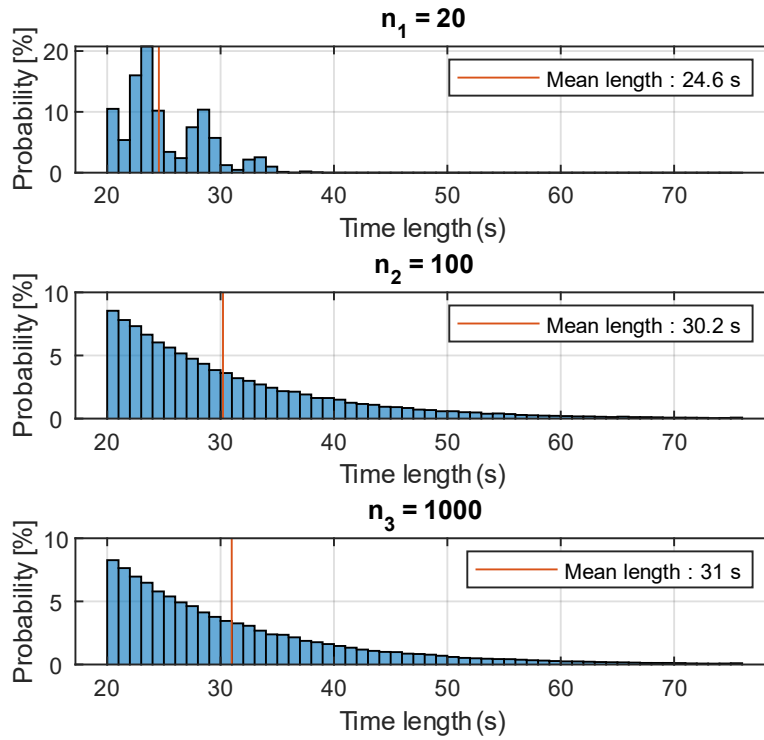 n1 = 20
Probability [%]
20
10
0
Mean length : 24.6 s
20 30 40 50 60 70
Time length (s)
n2 = 100
Probability [%]
10
5
0
Mean length : 30.2 s
20 30 40 50 60 70
Time length (s)
n3 = 1000
Probability [%]
10
5
0
Mean length : 31 s
20 30 40 50 60 70
Time length (s)